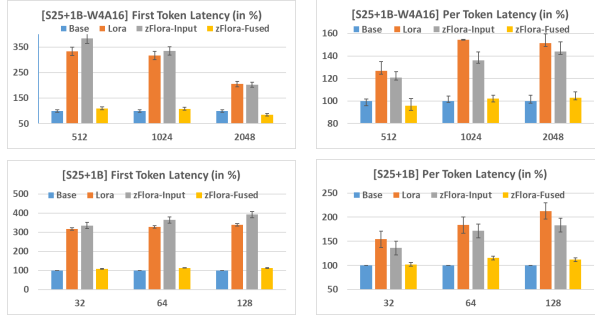 [S25+1B-W4A16] First Token Latency (in %)
Base Lora zFlora-Input zFlora-Fused
350
250
150
50
512 1024 2048
[S25+1B-W4A16] Per Token Latency (in %)
Base Lora zFlora-Input zFlora-Fused
160
140
120
100
80
512 1024 2048
[S25+1B] First Token Latency (in %)
Base Lora zFlora-Input zFlora-Fused
500
400
300
200
100
0
32 64 128
[S25+1B] Per Token Latency (in %)
Base Lora zFlora-Input zFlora-Fused
250
200
150
100
50
32 64 128